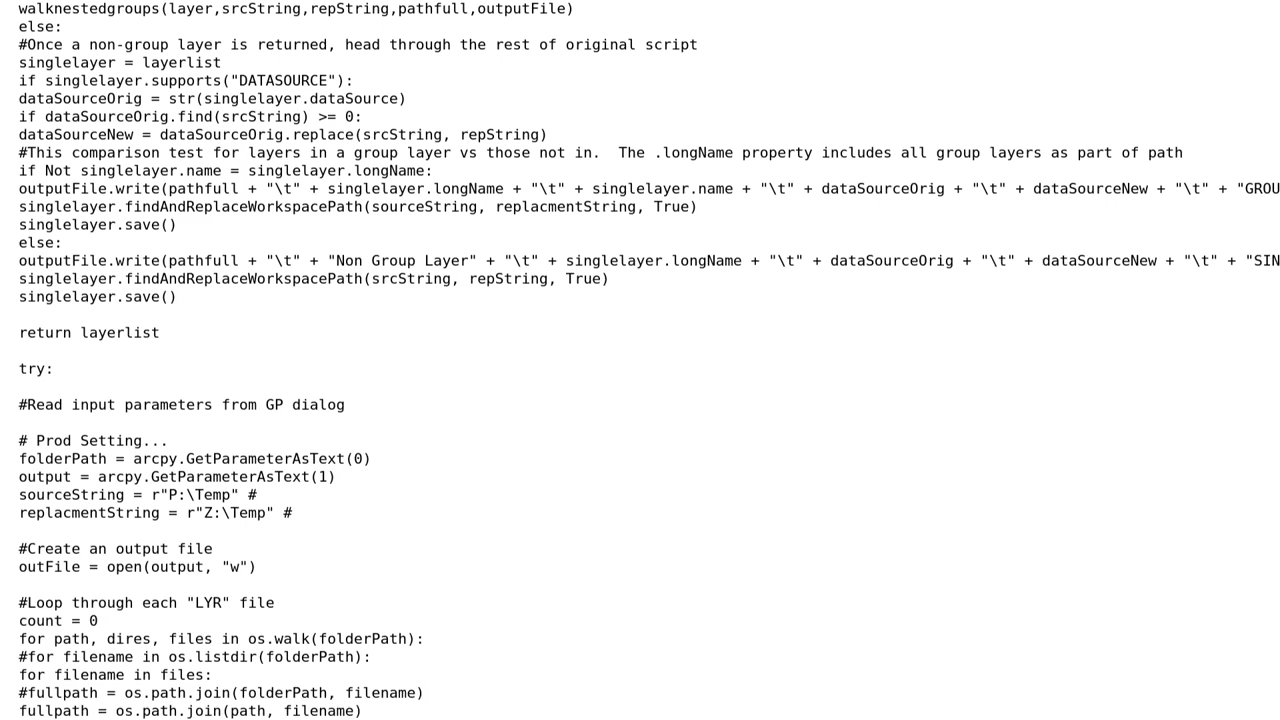 walknestedgroups(layer,srcString,repString,pathfull,outputFile)
else:
#Once a non-group layer is returned, head through the rest of original script
singlelayer = layerlist
if singlelayer.supports("DATASOURCE"):
dataSourceOrig = str(singlelayer.dataSource)
if dataSourceOrig.find(srcString) >= 0:
dataSourceNew = dataSourceOrig.replace(srcString, repString)
#This comparison test for layers in a group layer vs those not in.  The .longName property includes all group layers as part of path
if Not singlelayer.name = singlelayer.longName:
outputFile.write(pathfull + "\t" + singlelayer.longName + "\t" + singlelayer.name + "\t" + dataSourceOrig + "\t" + dataSourceNew + "\t" + "GROU
singlelayer.findAndReplaceWorkspacePath(sourceString, replacmentString, True)
singlelayer.save()
else:
outputFile.write(pathfull + "\t" + "Non Group Layer" + "\t" + singlelayer.longName + "\t" + dataSourceOrig + "\t" + dataSourceNew + "\t" + "SIN
singlelayer.findAndReplaceWorkspacePath(srcString, repString, True)
singlelayer.save()
return layerlist
try:
#Read input parameters from GP dialog
# Prod Setting...
folderPath = arcpy.GetParameterAsText(0)
output = arcpy.GetParameterAsText(1)
sourceString = r"P:\Temp" #
replacmentString = r"Z:\Temp" #
#Create an output file
outFile = open(output, "w")
#Loop through each "LYR" file
count = 0
for path, dires, files in os.walk(folderPath):
#for filename in os.listdir(folderPath):
for filename in files:
#fullpath = os.path.join(folderPath, filename)
fullpath = os.path.join(path, filename)